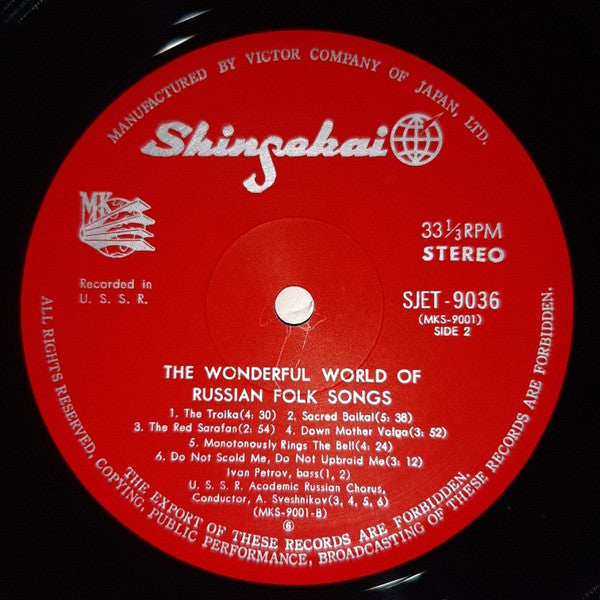 MANUFACTURED BY VICTOR COMPANY OF JAPAN, LTD.
Shinsekai
MK
Recorded in
U. S. S. R.
33 1/3 RPM
STEREO
SJET-9036
(MKS-9001)
SIDE 2
THE WONDERFUL WORLD OF
RUSSIAN FOLK SONGS
1. The Troika(4: 30) 2. Sacred Baikal(5: 38)
3. The Red Sarafan(2: 54) 4. Down Mother Volga(3: 52)
5. Monotonously Rings The Bell(4: 24)
6. Do Not Scold Me, Do Not Upbraid Me(3: 12)
Ivan Petrov, bass(1, 2)
U. S. S. R. Academic Russian Chorus,
Conductor, A. Sveshnikov(3, 4, 5, 6)
(MKS-9001-B)
ALL RIGHTS RESERVED, COPYING, PUBLIC PERFORMANCE, BROADCASTING OF THESE RECORDS ARE FORBIDDEN.
THE EXPORT OF THESE RECORDS ARE FORBIDDEN.